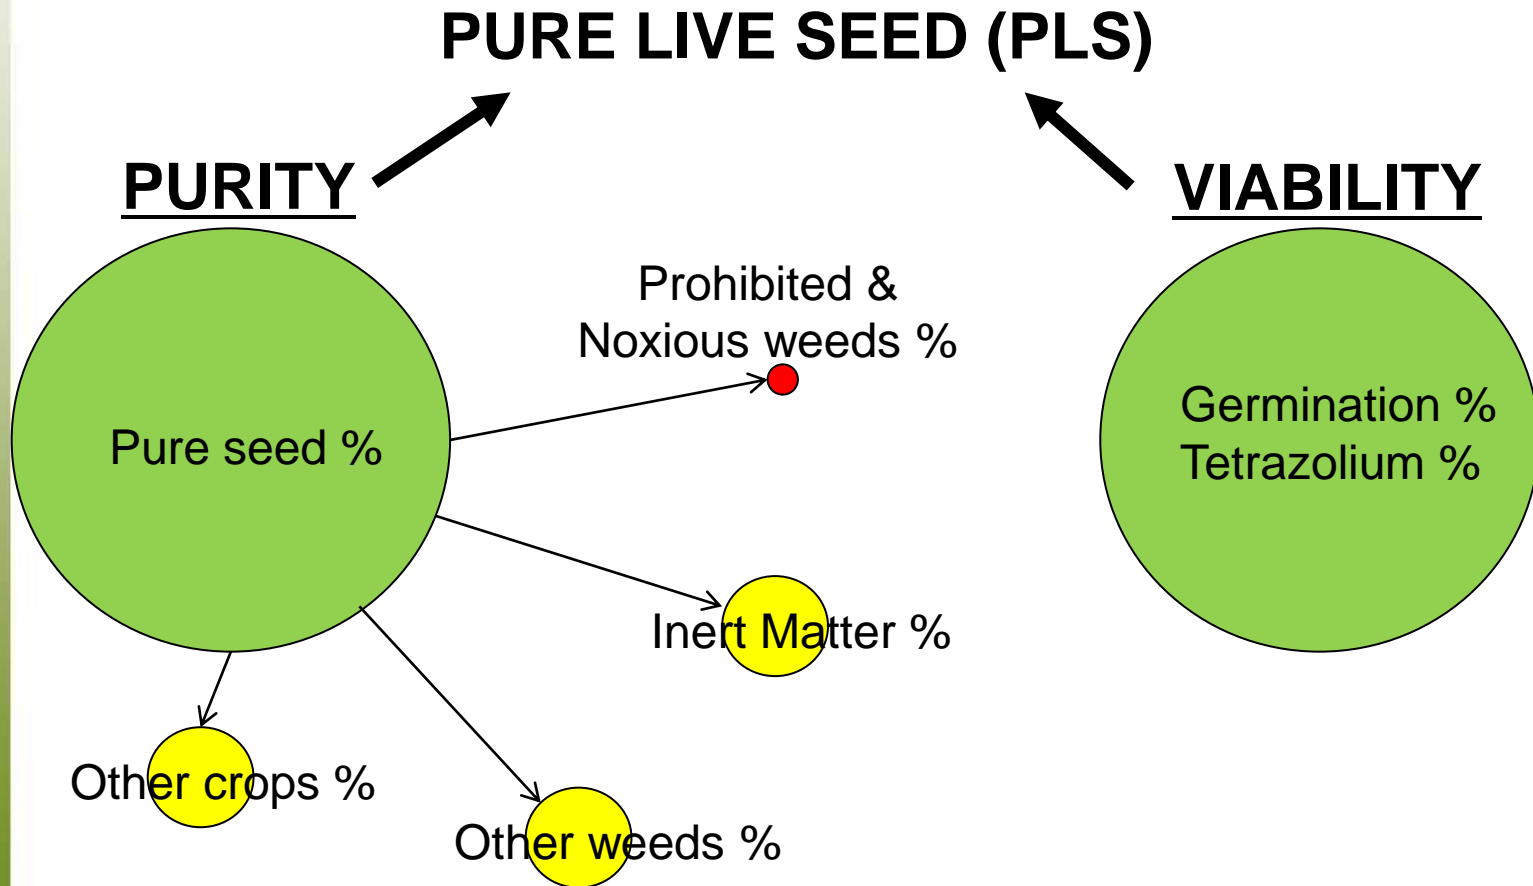 PURE LIVE SEED (PLS)
PURITY
VIABILITY
Prohibited &
Noxious weeds %
Pure seed %
Germination %
Tetrazolium %
Inert Matter %
Other crops %
Other weeds %